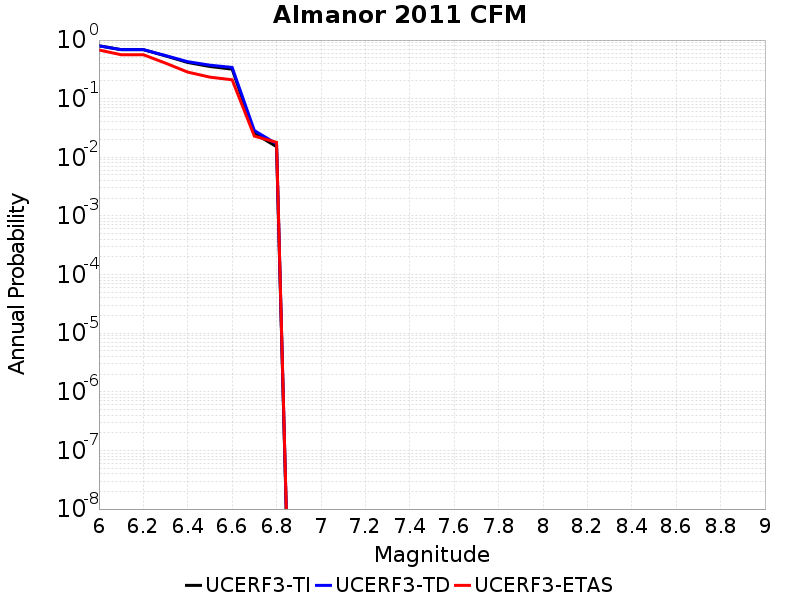 Almanor 2011 CFM
Annual Probability
10^0
10^-1
10^-2
10^-3
10^-4
10^-5
10^-6
10^-7
10^-8
6 6.2 6.4 6.6 6.8 7 7.2 7.4 7.6 7.8 8 8.2 8.4 8.6 8.8 9
Magnitude
UCERF3-TI UCERF3-TD UCERF3-ETAS